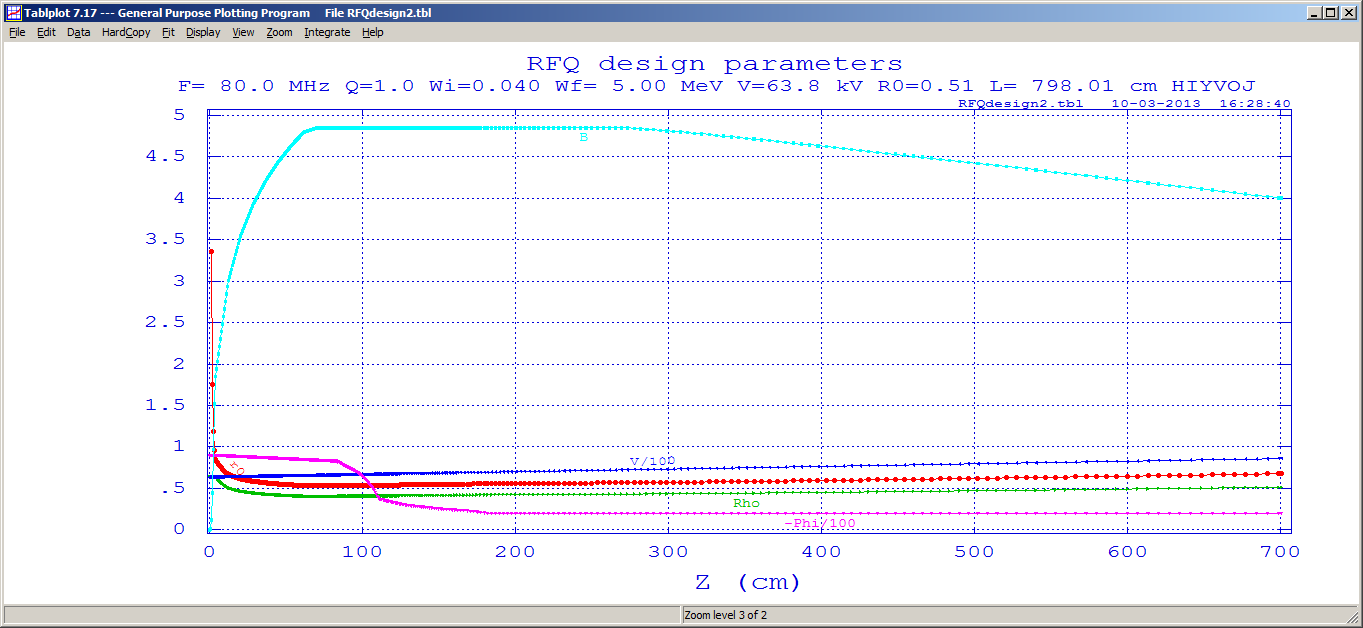 Tablplot 7.17 --- General Purpose Plotting Program File RFQdesign2.tbl
File Edit Data HardCopy Fit Display View Zoom Integrate Help
RFQ design parameters
F= 80.0 MHz Q=1.0 Wi=0.040 Wf= 5.00 MeV V=63.8 kV R0=0.51 L= 798.01 cm HIYVOJ
RFQdesign2.tbl 10-03-2013 16:28:40
5
B
4.5
4
3.5
3
2.5
2
1.5
1
V/100
.5
Rho
-Phi/100
0
0 100 200 300 400 500 600 700
Z (cm)
Zoom level 3 of 2